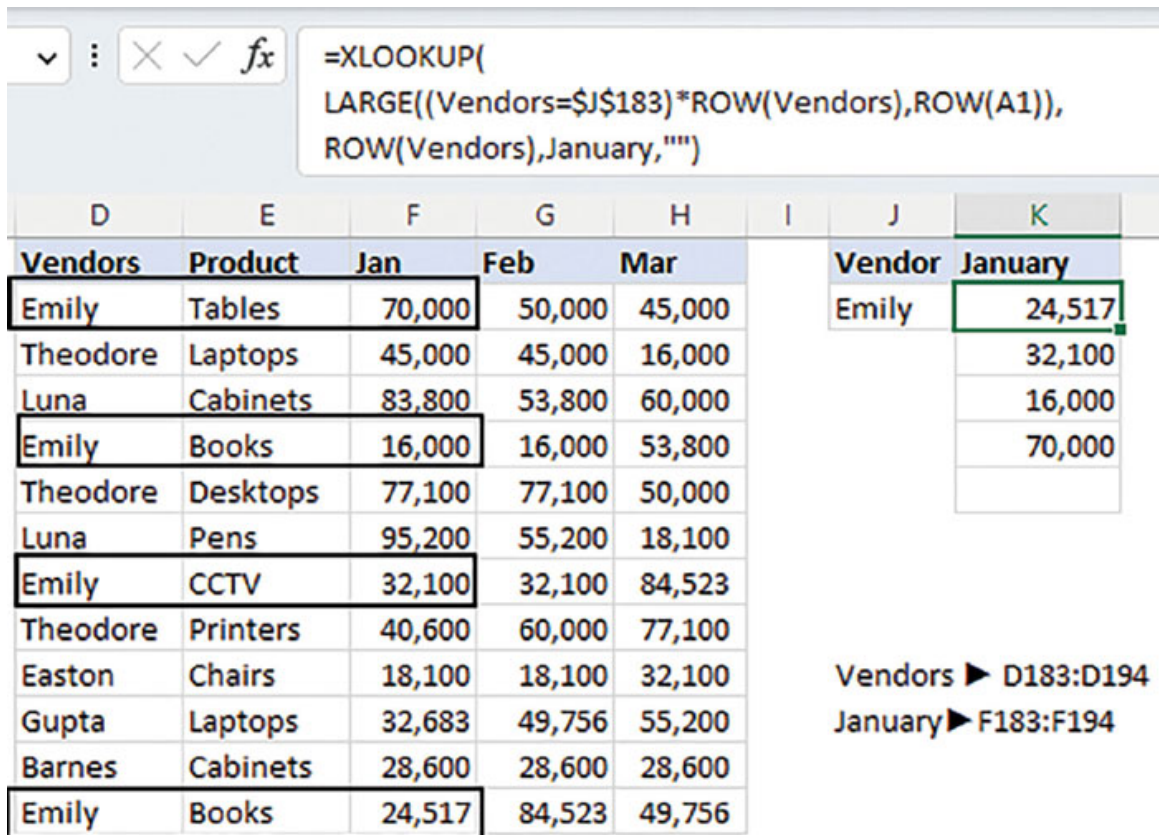 fx
=XLOOKUP(
LARGE((Vendors=$J$183)*ROW(Vendors),ROW(A1)),
ROW(Vendors),January,"")
D E F G H I J K
Vendors Product Jan Feb Mar Vendor January
Emily Tables 70,000 50,000 45,000 Emily 24,517
Theodore Laptops 45,000 45,000 16,000 32,100
Luna Cabinets 83,800 53,800 60,000 16,000
Emily Books 16,000 16,000 53,800 70,000
Theodore Desktops 77,100 77,100 50,000
Luna Pens 95,200 55,200 18,100
Emily CCTV 32,100 32,100 84,523
Theodore Printers 40,600 60,000 77,100
Easton Chairs 18,100 18,100 32,100 Vendors ► D183:D194
Gupta Laptops 32,683 49,756 55,200 January ► F183:F194
Barnes Cabinets 28,600 28,600 28,600
Emily Books 24,517 84,523 49,756